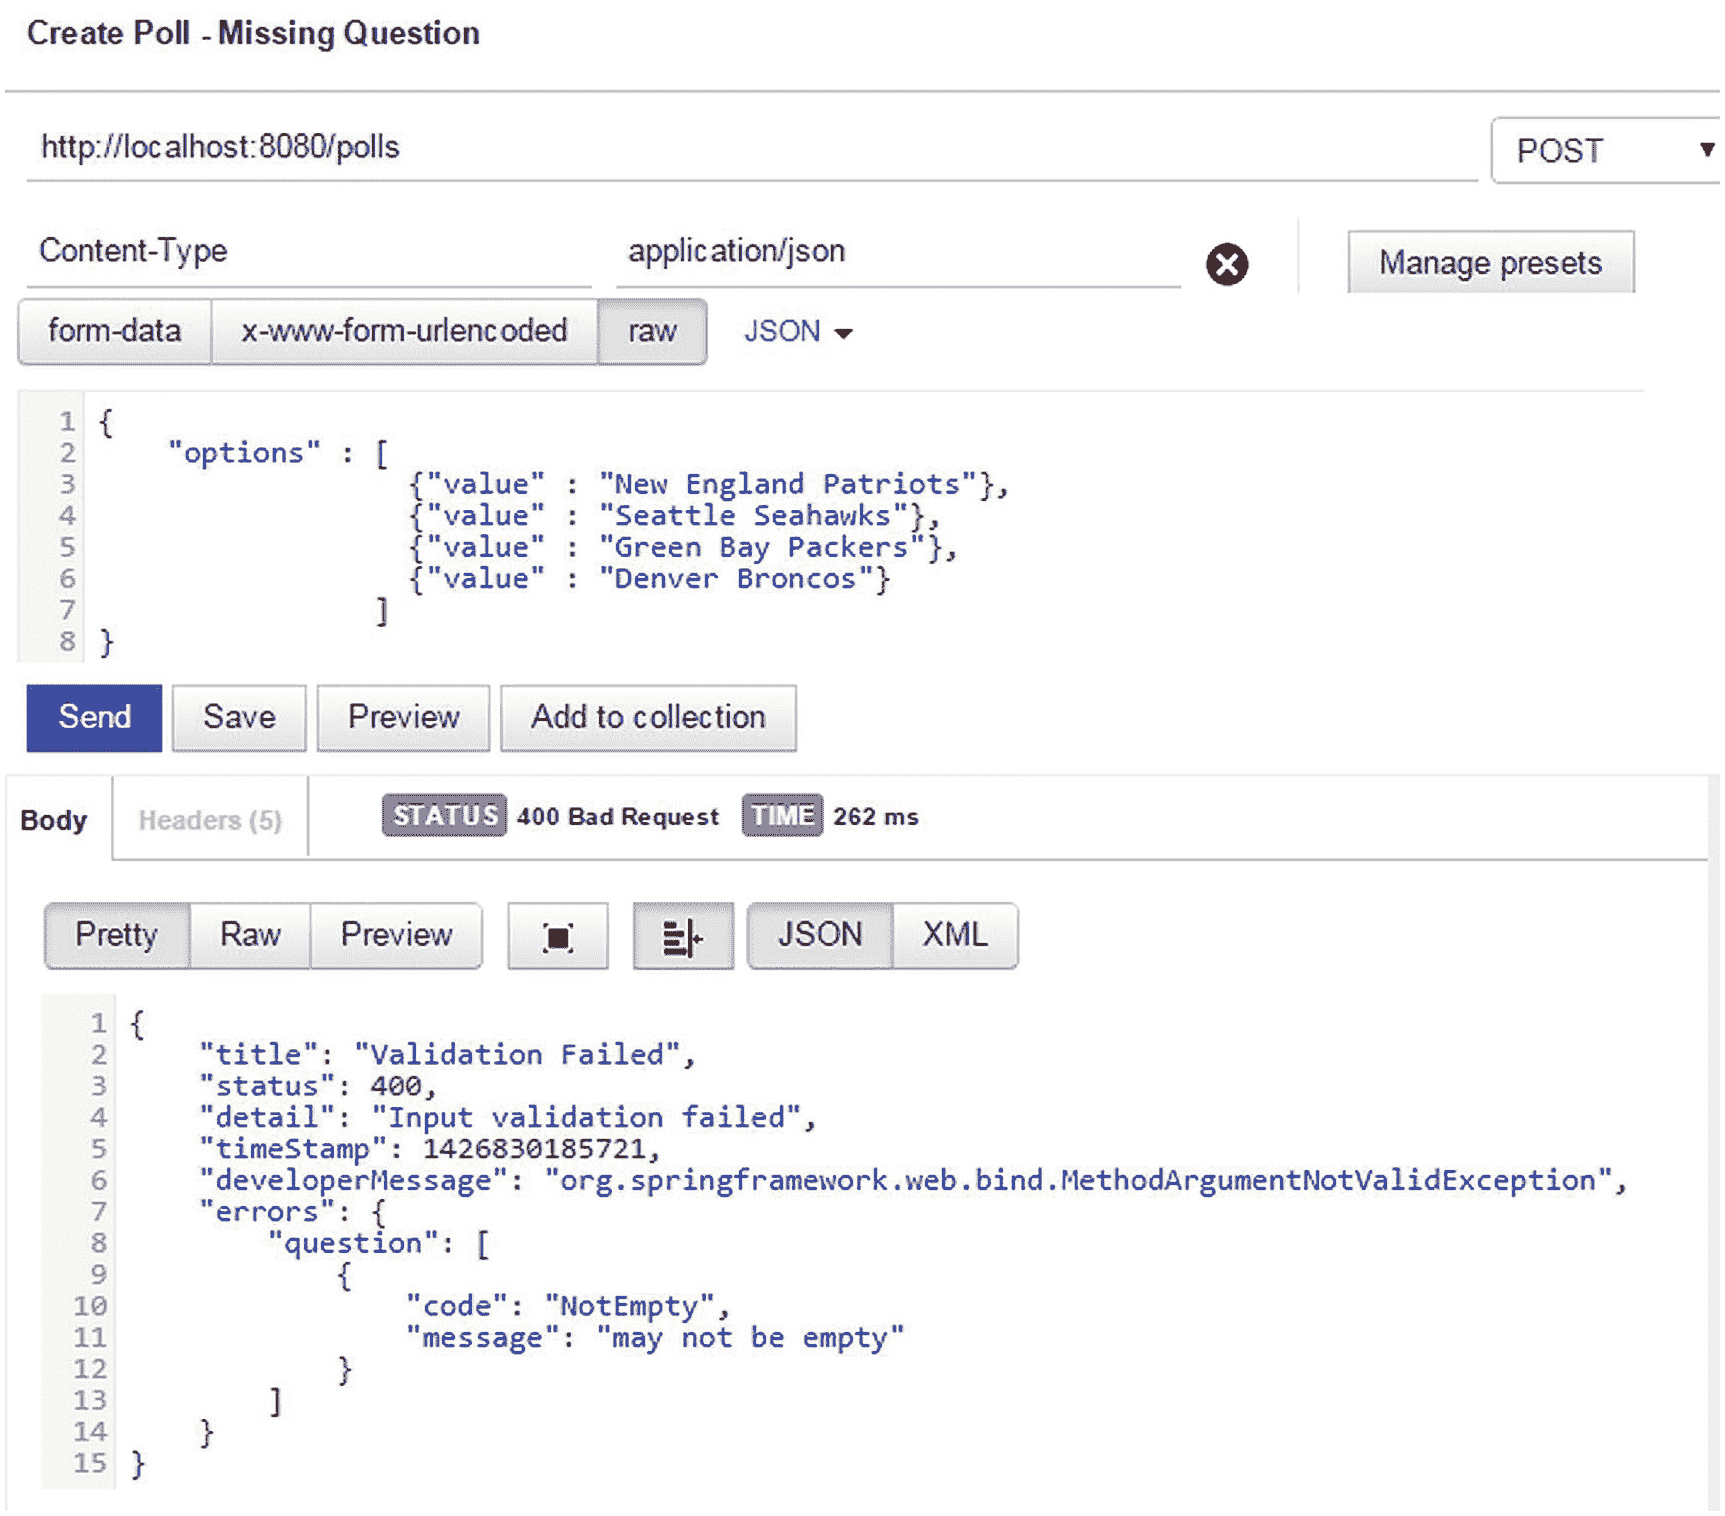 Create Poll - Missing Question
http://localhost:8080/polls
POST
Content-Type application/json Manage presets
form-data x-www-form-urlencoded raw JSON
1 {
2 "options" : [
3 {"value" : "New England Patriots"},
4 {"value" : "Seattle Seahawks"},
5 {"value" : "Green Bay Packers"},
6 {"value" : "Denver Broncos"}
7 ]
8 }
Send Save Preview Add to collection
Body Headers (5) STATUS 400 Bad Request TIME 262 ms
Pretty Raw Preview JSON XML
1 {
2 "title": "Validation Failed",
3 "status": 400,
4 "detail": "Input validation failed",
5 "timeStamp": 1426830185721,
6 "developerMessage": "org.springframework.web.bind.MethodArgumentNotValidException",
7 "errors": {
8 "question": [
9 {
10 "code": "NotEmpty",
11 "message": "may not be empty"
12 }
13 ]
14 }
15 }